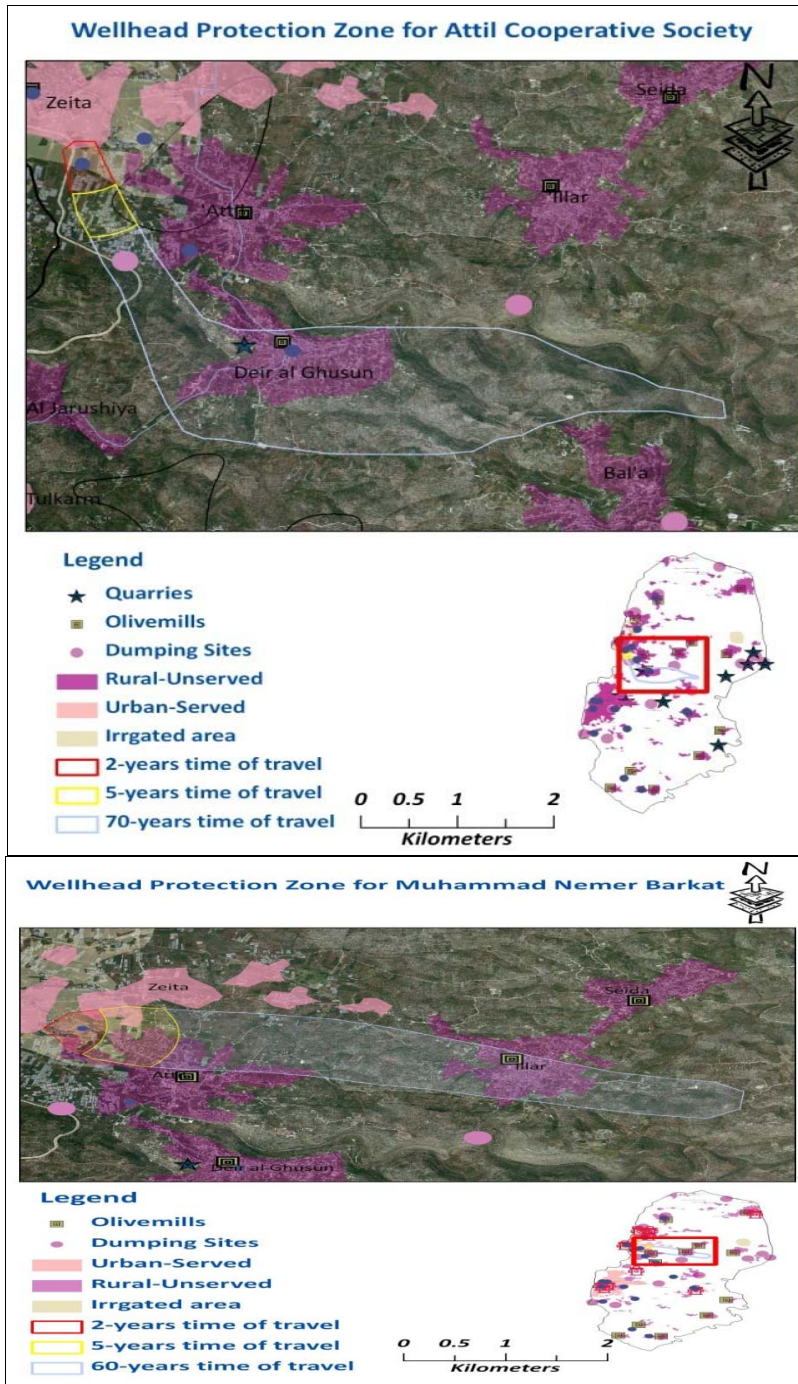 Wellhead Protection Zone for Attil Cooperative Society
N
Zeita
Seida
'Illar
'Attil
Deir al Ghusun
Al Jarushiya
Bal'a
Tulkarm
Legend
Quarries
Olivemills
Dumping Sites
Rural-Unserved
Urban-Served
Irrgated area
2-years time of travel
5-years time of travel
70-years time of travel
0 0.5 1 2
Kilometers
Wellhead Protection Zone for Muhammad Nemer Barkat
N
Zeita
Seida
'Illar
Deir al-Ghusun
Legend
Olivemills
Dumping Sites
Urban-Served
Rural-Unserved
Irrgated area
2-years time of travel
5-years time of travel
60-years time of travel
0 0.5 1 2
Kilometers